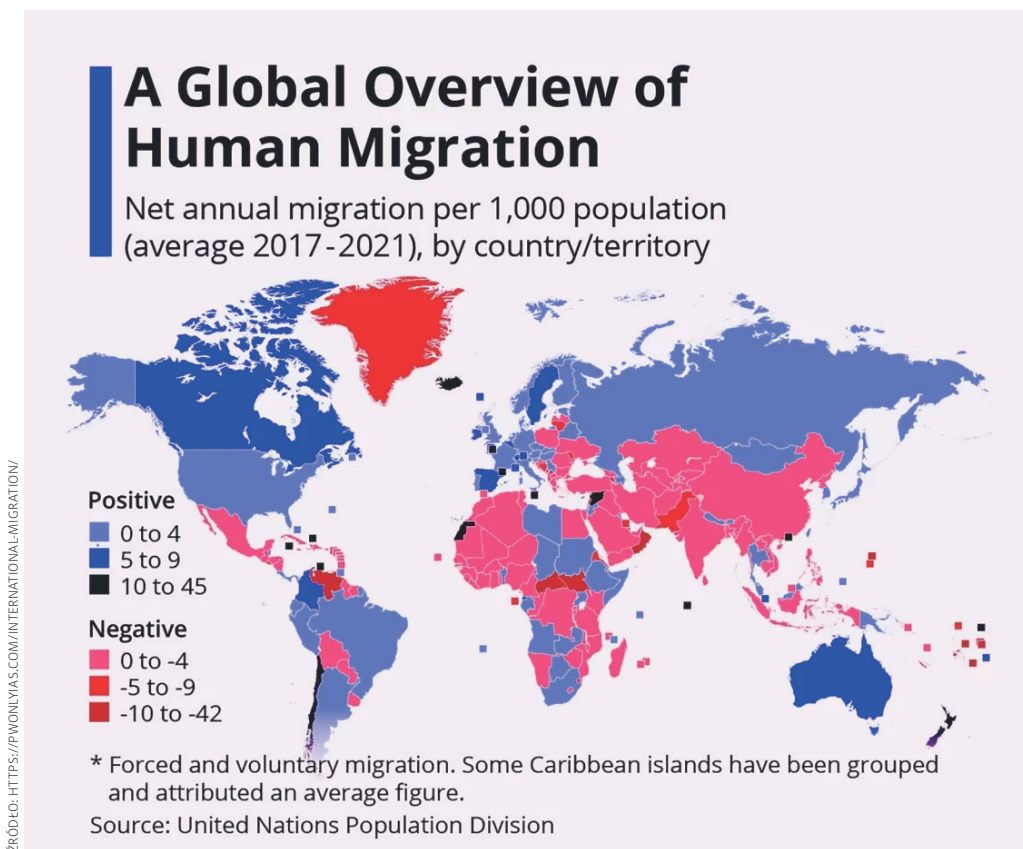 A Global Overview of
Human Migration
Net annual migration per 1,000 population
(average 2017-2021), by country/territory
Positive
0 to 4
5 to 9
10 to 45
Negative
0 to -4
-5 to -9
-10 to -42
* Forced and voluntary migration. Some Caribbean islands have been grouped
and attributed an average figure.
Source: United Nations Population Division
ŹRÓDŁO: HTTPS://PWONLYIAS.COM/INTERNATIONAL-MIGRATION/